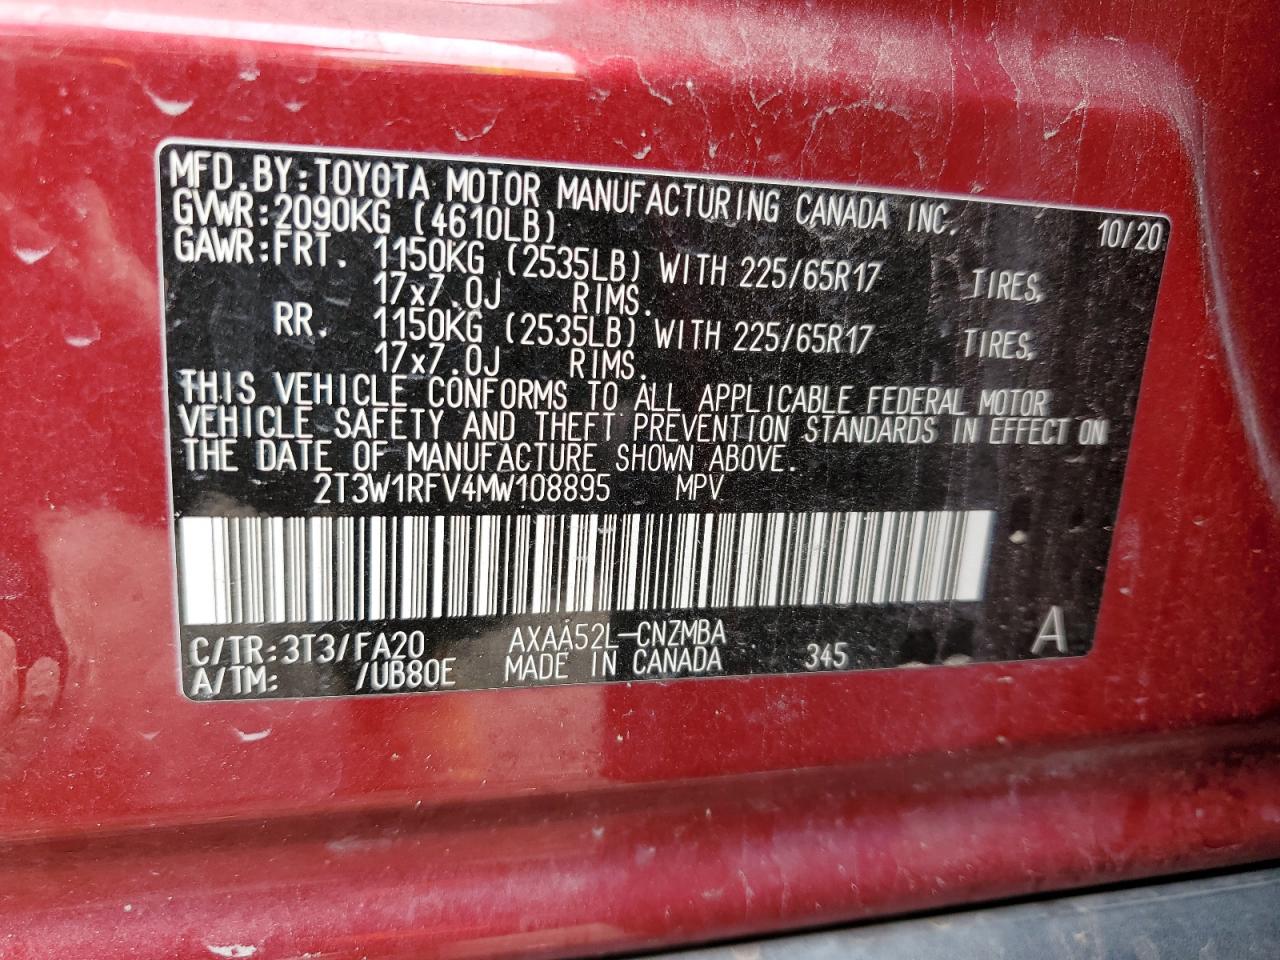 MFD.BY:TOYOTA MOTOR MANUFACTURING CANADA INC. 10/20
GVWR:2090KG (4610LB)
GAWR:FRT. 1150KG (2535LB) WITH 225/65R17 TIRES,
17x7.0J RIMS.
RR. 1150KG (2535LB) WITH 225/65R17 TIRES,
17x7.0J RIMS.
THIS VEHICLE CONFORMS TO ALL APPLICABLE FEDERAL MOTOR
VEHICLE SAFETY AND THEFT PREVENTION STANDARDS IN EFFECT ON
THE DATE OF MANUFACTURE SHOWN ABOVE.
2T3W1RFV4MW108895 MPV
C/TR:3T3/FA20 AXAA52L-CNZMBA A
A/TM: /UB80E MADE IN CANADA 345